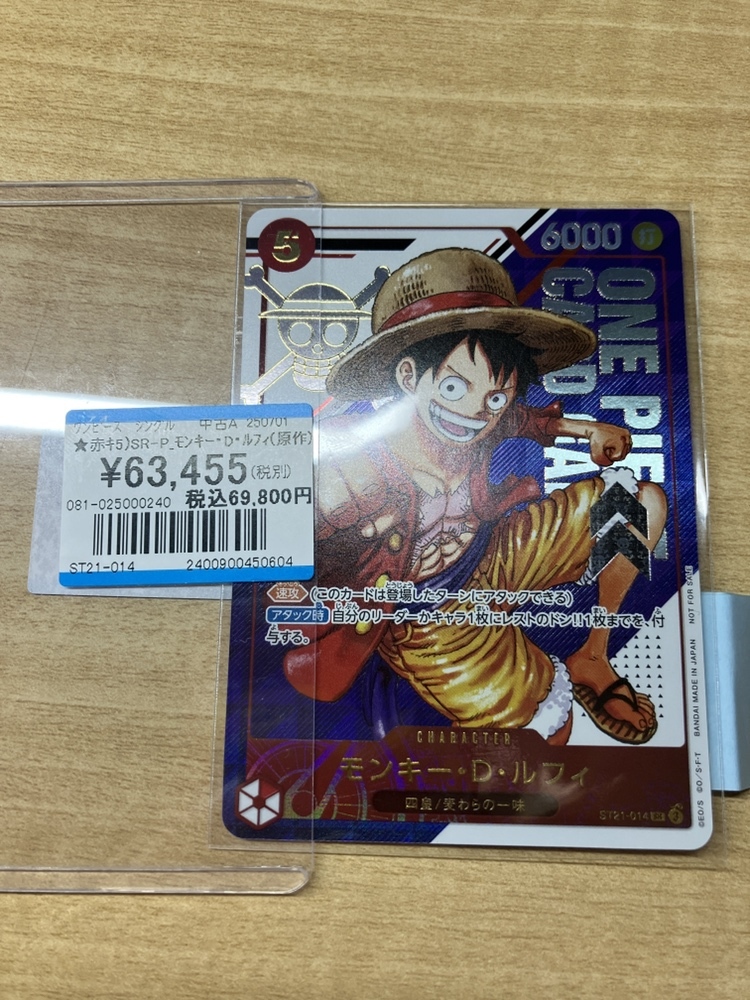 ワンピース シングル 中古A 250701
★赤キ5)SR-P_モンキー・D・ルフィ(原作)
¥63,455(税別)
081-025000240 税込69,800円
ST21-014 2400900450604
5
6000 打
ONE PIE
CARD GA
速攻 (このカードは登場したターンにアタックできる)
アタック時 自分のリーダーかキャラ1枚にレストのドン!!1枚までを、付
与する。
CHARACTER
モンキー・D・ルフィ
四皇/麦わらの一味
ST21-014 SR 3
©EO/S ©O/S・F・T BANDAI MADE IN JAPAN NOT FOR SALE